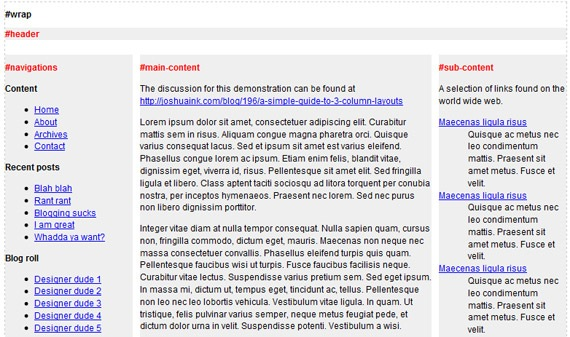 #wrap
#header
#navigations
Content
Home
About
Archives
Contact
Recent posts
Blah blah
Rant rant
Blogging sucks
I am great
Whadda ya want?
Blog roll
Designer dude 1
Designer dude 2
Designer dude 3
Designer dude 4
Designer dude 5
#main-content
The discussion for this demonstration can be found at
http://joshuaink.com/blog/196/a-simple-guide-to-3-column-layouts
Lorem ipsum dolor sit amet, consectetuer adipiscing elit. Curabitur
mattis sem in risus. Aliquam congue magna pharetra orci. Quisque
varius consequat lacus. Sed et ipsum sit amet est varius eleifend.
Phasellus congue lorem ac ipsum. Etiam enim felis, blandit vitae,
dignissim eget, viverra id, risus. Pellentesque sit amet elit. Sed fringilla
ligula et libero. Class aptent taciti sociosqu ad litora torquent per conubia
nostra, per inceptos hymenaeos. Praesent nec lorem. Sed nec purus
non libero dignissim porttitor.
Integer vitae diam at nulla tempor consequat. Nulla sapien quam, cursus
non, fringilla commodo, dictum eget, mauris. Maecenas non neque nec
massa consectetuer convallis. Phasellus eleifend turpis quis quam.
Pellentesque faucibus wisi ut turpis. Fusce faucibus facilisis neque.
Curabitur vitae lectus. Suspendisse varius pretium sem. Sed eget ipsum.
In massa mi, dictum ut, tempus eget, tincidunt ac, tellus. Pellentesque
non leo nec leo lobortis vehicula. Vestibulum vitae ligula. In quam. Ut
tristique, felis pulvinar varius semper, neque metus feugiat pede, et
dictum dolor urna in velit. Suspendisse potenti. Vestibulum a wisi.
#sub-content
A selection of links found on the
world wide web.
Maecenas ligula risus
Quisque ac metus nec
leo condimentum
mattis. Praesent sit
amet metus. Fusce et
velit.
Maecenas ligula risus
Quisque ac metus nec
leo condimentum
mattis. Praesent sit
amet metus. Fusce et
velit.
Maecenas ligula risus
Quisque ac metus nec
leo condimentum
mattis. Praesent sit
amet metus. Fusce et
velit.